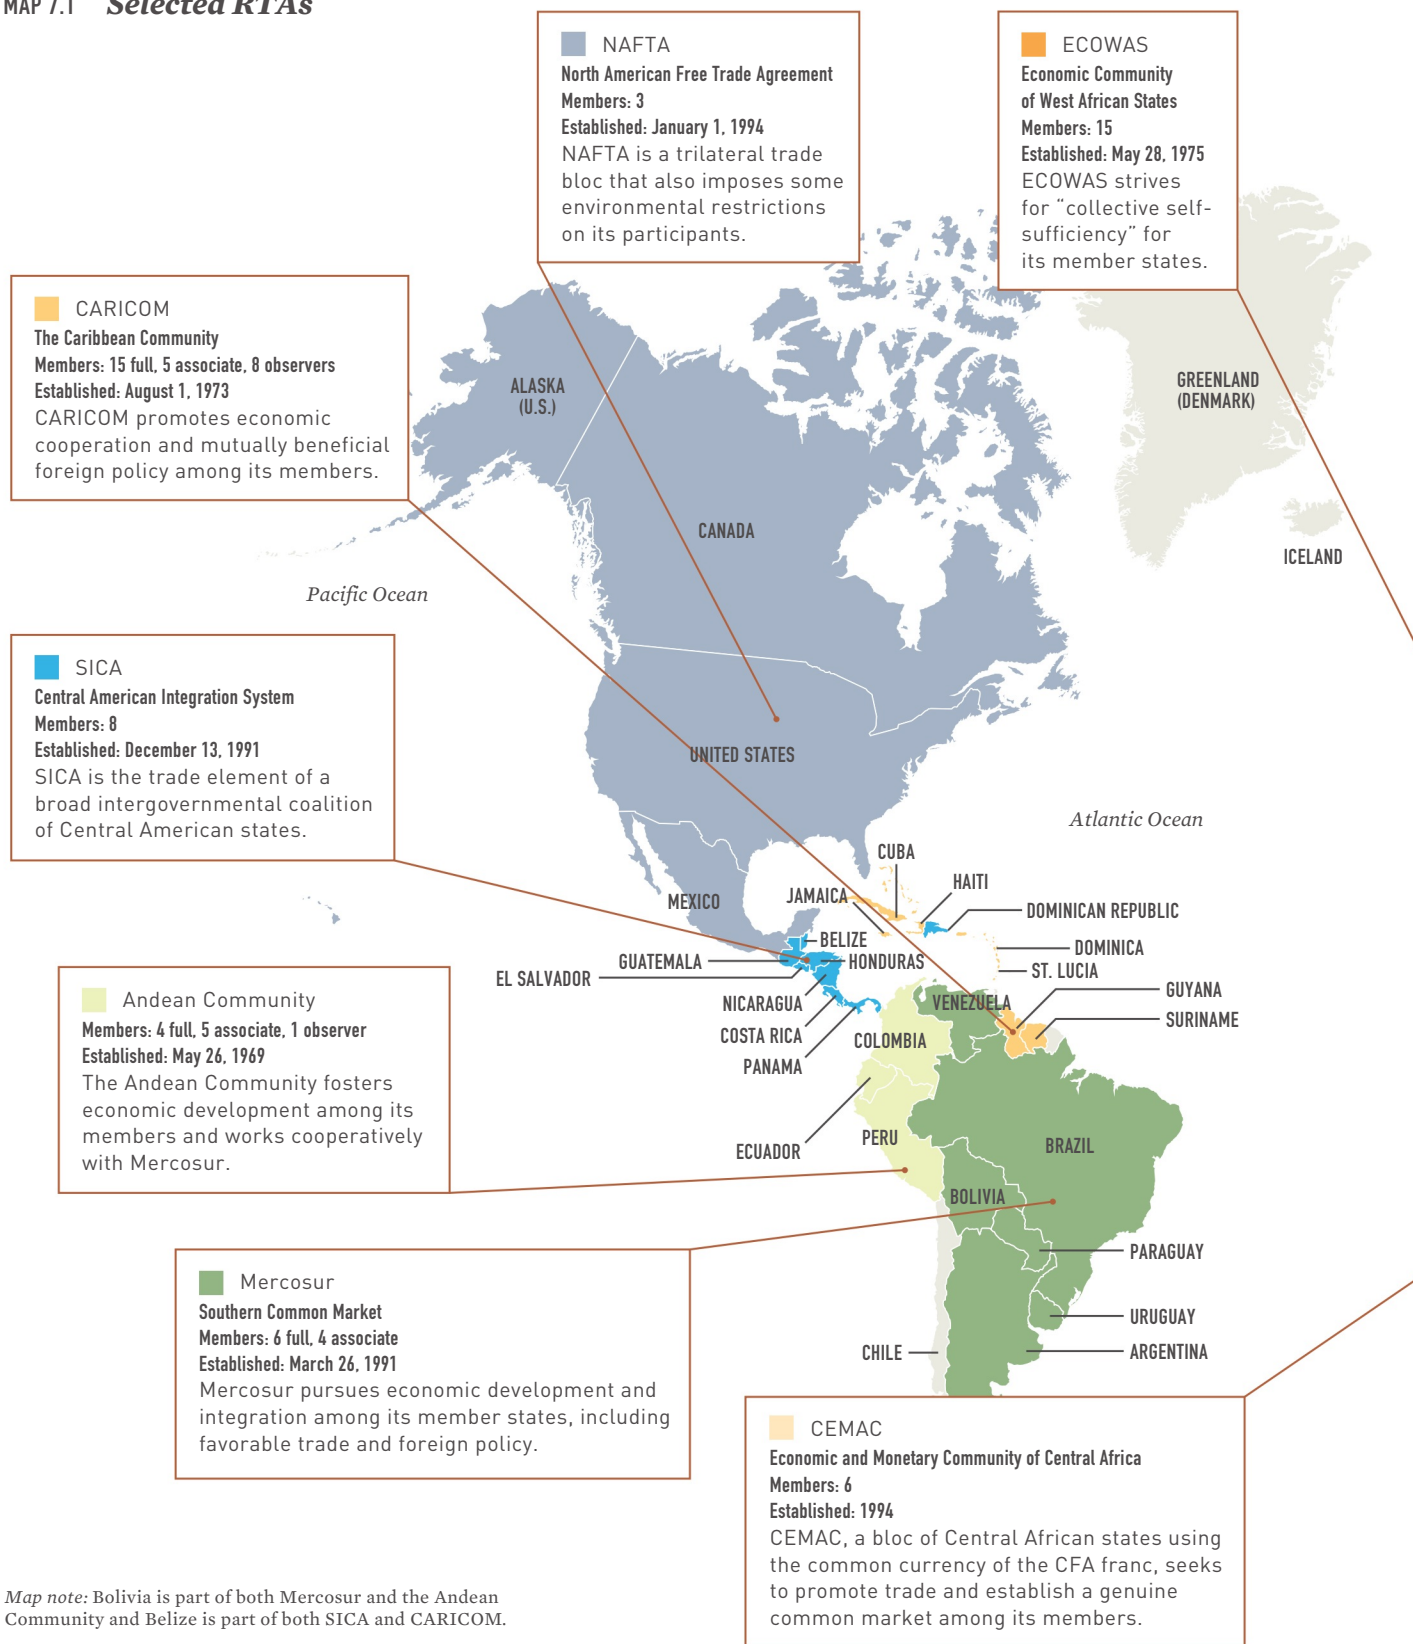 MAP 7.1 Selected RTAs
NAFTA
North American Free Trade Agreement
Members: 3
Established: January 1, 1994
NAFTA is a trilateral trade
bloc that also imposes some
environmental restrictions
on its participants.
ECOWAS
Economic Community
of West African States
Members: 15
Established: May 28, 1975
ECOWAS strives
for “collective self-
sufficiency” for
its member states.
CARICOM
The Caribbean Community
Members: 15 full, 5 associate, 8 observers
Established: August 1, 1973
CARICOM promotes economic
cooperation and mutually beneficial
foreign policy among its members.
ALASKA
(U.S.)
GREENLAND
(DENMARK)
CANADA
ICELAND
Pacific Ocean
SICA
Central American Integration System
Members: 8
Established: December 13, 1991
SICA is the trade element of a
broad intergovernmental coalition
of Central American states.
UNITED STATES
Atlantic Ocean
CUBA
HAITI
JAMAICA
MEXICO
DOMINICAN REPUBLIC
BELIZE
DOMINICA
GUATEMALA
HONDURAS
ST. LUCIA
EL SALVADOR
GUYANA
NICARAGUA
VENEZUELA
SURINAME
COSTA RICA
COLOMBIA
PANAMA
Andean Community
Members: 4 full, 5 associate, 1 observer
Established: May 26, 1969
The Andean Community fosters
economic development among its
members and works cooperatively
with Mercosur.
ECUADOR
PERU
BRAZIL
BOLIVIA
PARAGUAY
URUGUAY
CHILE
ARGENTINA
Mercosur
Southern Common Market
Members: 6 full, 4 associate
Established: March 26, 1991
Mercosur pursues economic development and
integration among its member states, including
favorable trade and foreign policy.
CEMAC
Economic and Monetary Community of Central Africa
Members: 6
Established: 1994
CEMAC, a bloc of Central African states using
the common currency of the CFA franc, seeks
to promote trade and establish a genuine
common market among its members.
Map note: Bolivia is part of both Mercosur and the Andean
Community and Belize is part of both SICA and CARICOM.